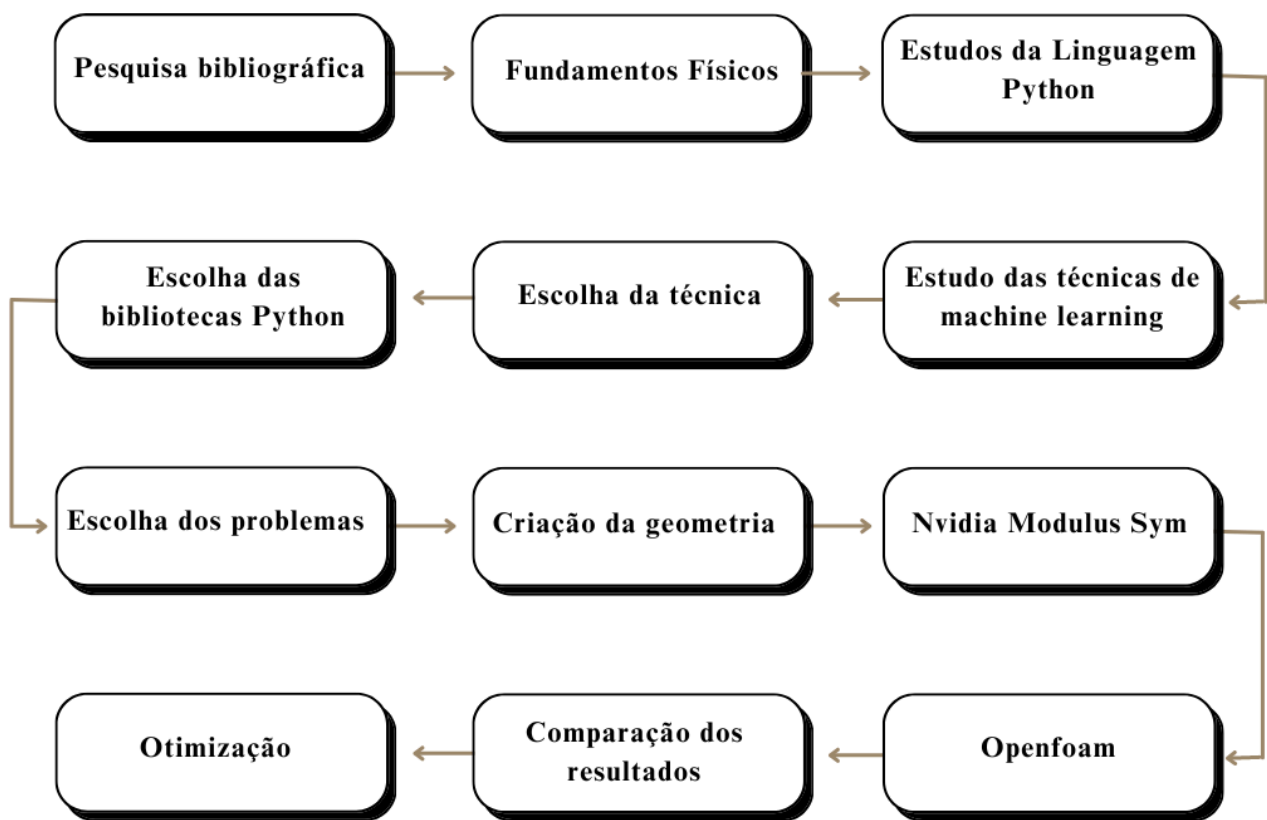 Pesquisa bibliográfica
Fundamentos Físicos
Estudos da Linguagem
Python
Estudo das técnicas de
machine learning
Escolha da técnica
Escolha das
bibliotecas Python
Escolha dos problemas
Criação da geometria
Nvidia Modulus Sym
Openfoam
Comparação dos
resultados
Otimização